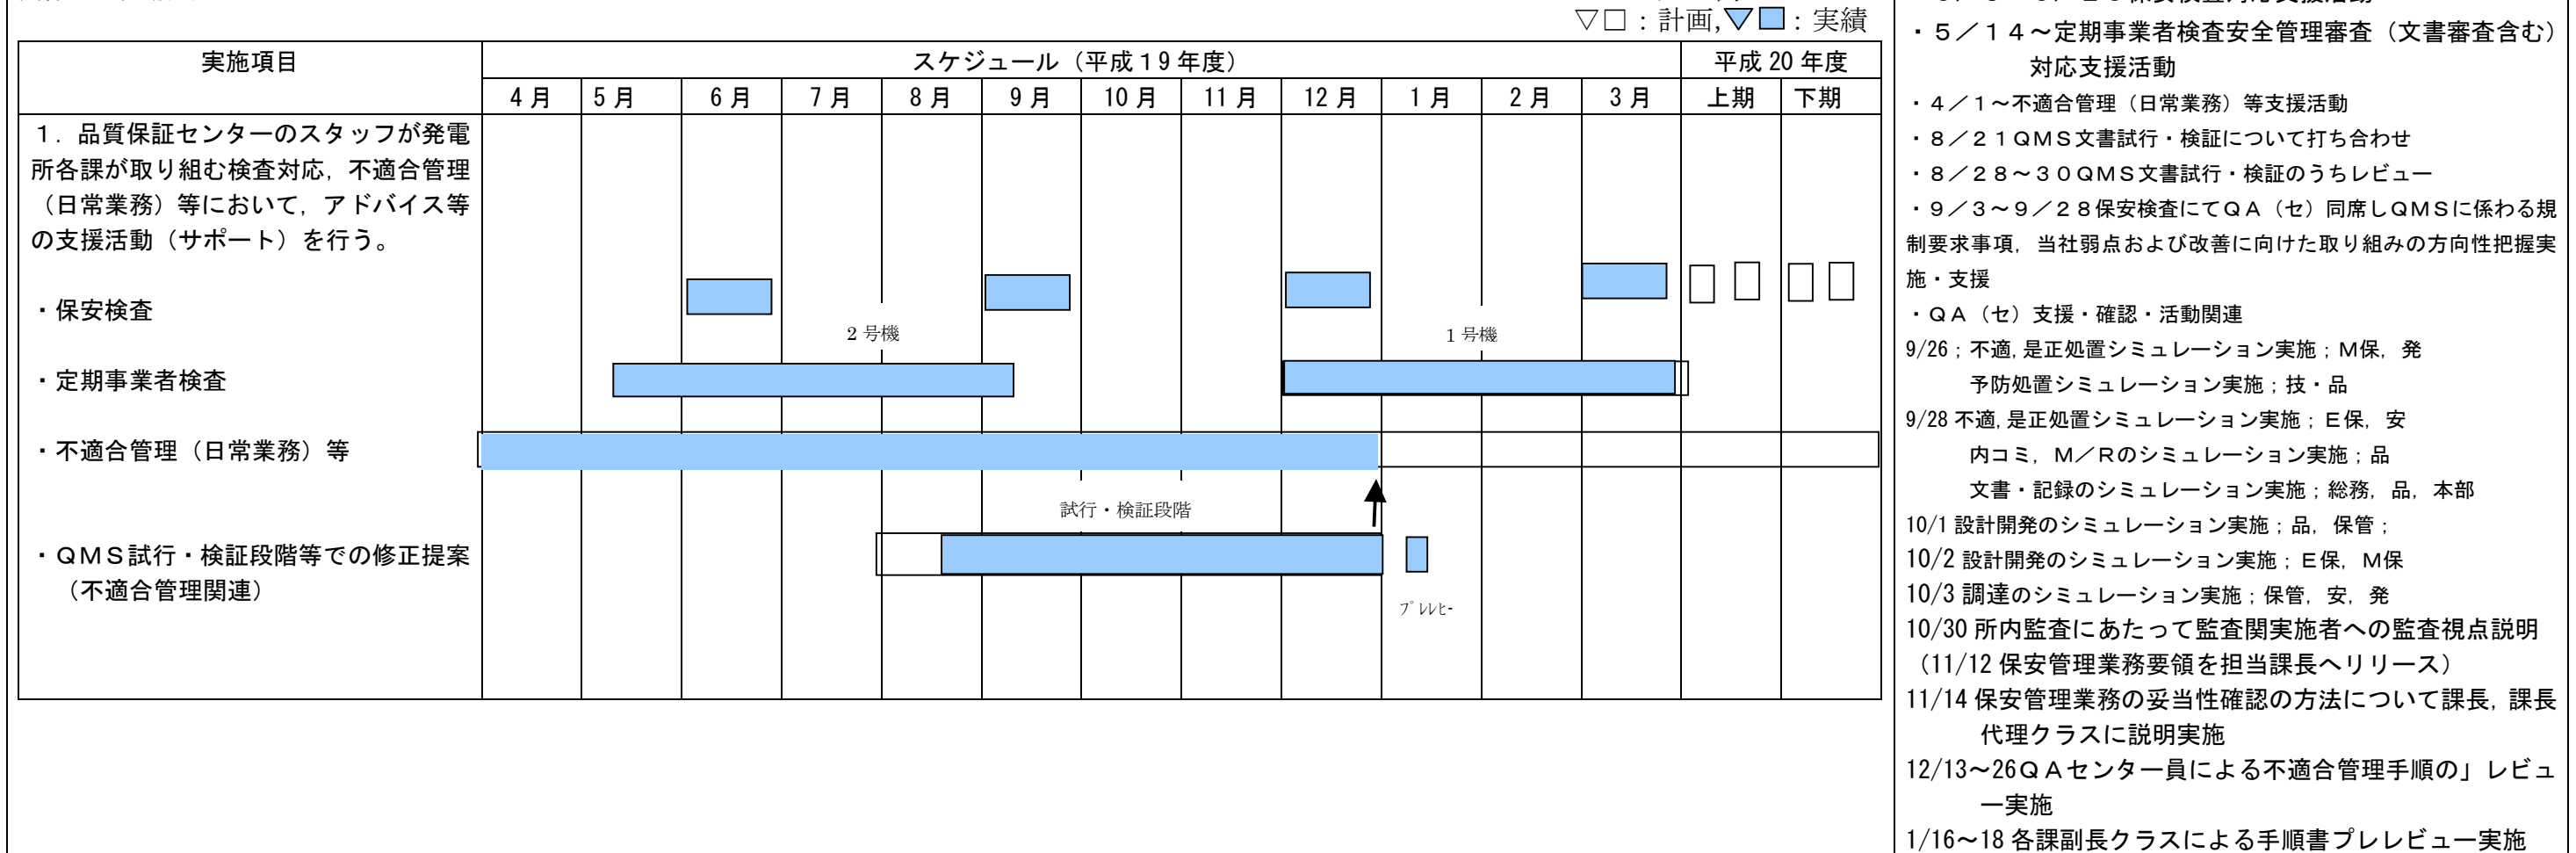 ▽□：計画,▼■：実績
実施項目
スケジュール（平成１９年度）
平成 20 年度
4 月 5 月 6 月 7 月 8 月 9 月 10 月 11 月 12 月 1 月 2 月 3 月 上期 下期
１．品質保証センターのスタッフが発電
所各課が取り組む検査対応，不適合管理
（日常業務）等において，アドバイス等
の支援活動（サポート）を行う。
・保安検査
2 号機
1 号機
・定期事業者検査
・不適合管理（日常業務）等
試行・検証段階
・ＱＭＳ試行・検証段階等での修正提案
（不適合管理関連）
ﾌﾟﾚﾚﾋﾞｰ
・５／１４～定期事業者検査安全管理審査（文書審査含む）
対応支援活動
・４／１～不適合管理（日常業務）等支援活動
・８／２１ＱＭＳ文書試行・検証について打ち合わせ
・８／２８～３０ＱＭＳ文書試行・検証のうちレビュー
・９／３～９／２８保安検査にてＱＡ（セ）同席しＱＭＳに係わる規
制要求事項，当社弱点および改善に向けた取り組みの方向性把握実
施・支援
・ＱＡ（セ）支援・確認・活動関連
9/26；不適,是正処置シミュレーション実施；Ｍ保，発
予防処置シミュレーション実施；技・品
9/28 不適,是正処置シミュレーション実施；Ｅ保，安
内コミ，Ｍ／Ｒのシミュレーション実施；品
文書・記録のシミュレーション実施；総務，品，本部
10/1 設計開発のシミュレーション実施；品，保管；
10/2 設計開発のシミュレーション実施；Ｅ保，Ｍ保
10/3 調達のシミュレーション実施；保管，安，発
10/30 所内監査にあたって監査関実施者への監査視点説明
（11/12 保安管理業務要領を担当課長へリリース）
11/14 保安管理業務の妥当性確認の方法について課長，課長
代理クラスに説明実施
12/13～26ＱＡセンター員による不適合管理手順の」レビュ
ー実施
1/16～18 各課副長クラスによる手順書プレレビュー実施